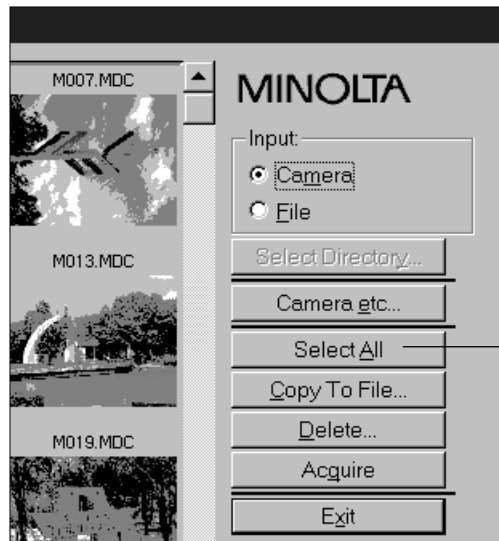 M007.MDC
M013.MDC
M019.MDC
MINOLTA
Input:
Camera
File
Select Directory...
Camera etc...
Select All
Copy To File...
Delete...
Acquire
Exit